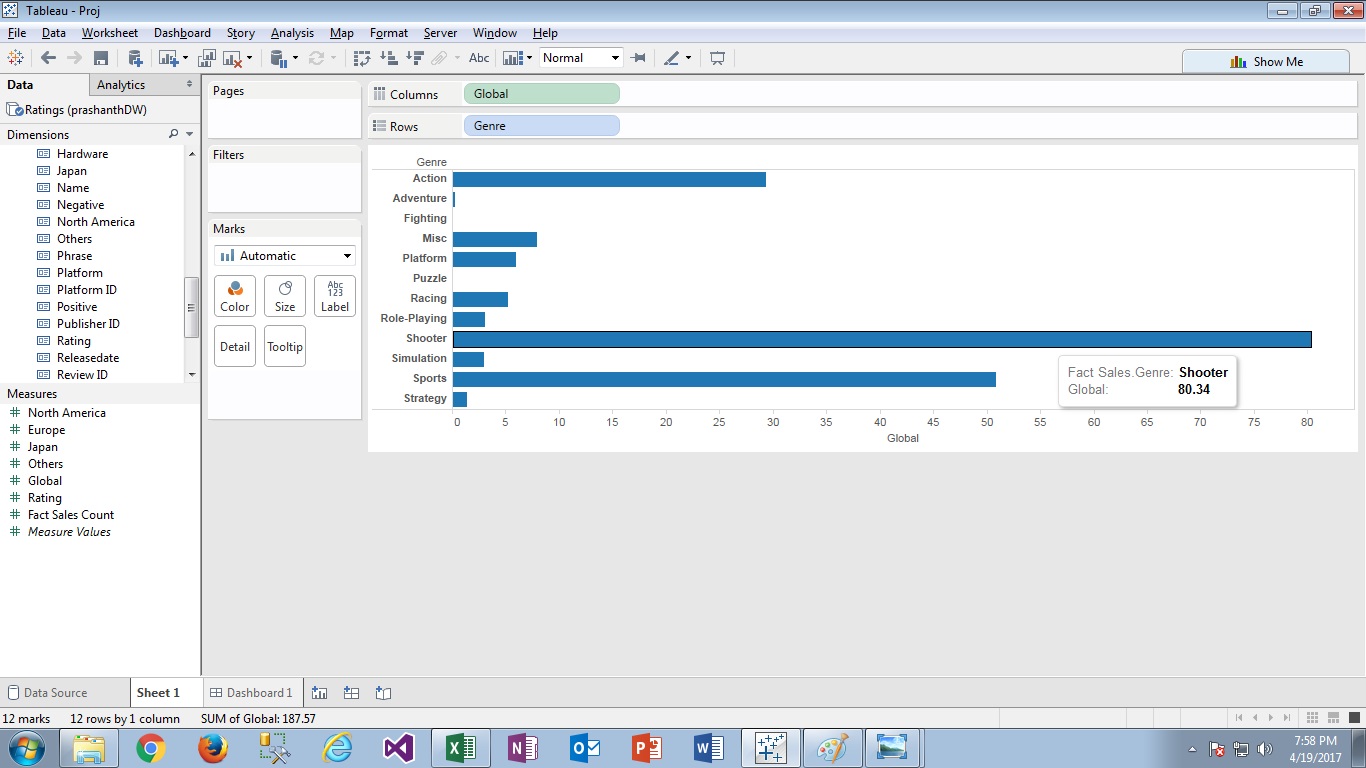 Tableau - Proj
File Data Worksheet Dashboard Story Analysis Map Format Server Window Help
Abc Normal Show Me
Data Analytics
Ratings (prashanthDW)
Dimensions
Hardware
Japan
Name
Negative
North America
Others
Phrase
Platform
Platform ID
Positive
Publisher ID
Rating
Releasedate
Review ID
Measures
North America
Europe
Japan
Others
Global
Rating
Fact Sales Count
Measure Values
Pages
Filters
Marks
Automatic
Color Size Abc 123 Label
Detail Tooltip
Columns Global
Rows Genre
Genre
Action
Adventure
Fighting
Misc
Platform
Puzzle
Racing
Role-Playing
Shooter
Simulation
Sports
Strategy
Fact Sales.Genre: Shooter
Global: 80.34
0 5 10 15 20 25 30 35 40 45 50 55 60 65 70 75 80
Global
Data Source Sheet 1 Dashboard 1
12 marks 12 rows by 1 column SUM of Global: 187.57
7:58 PM
4/19/2017